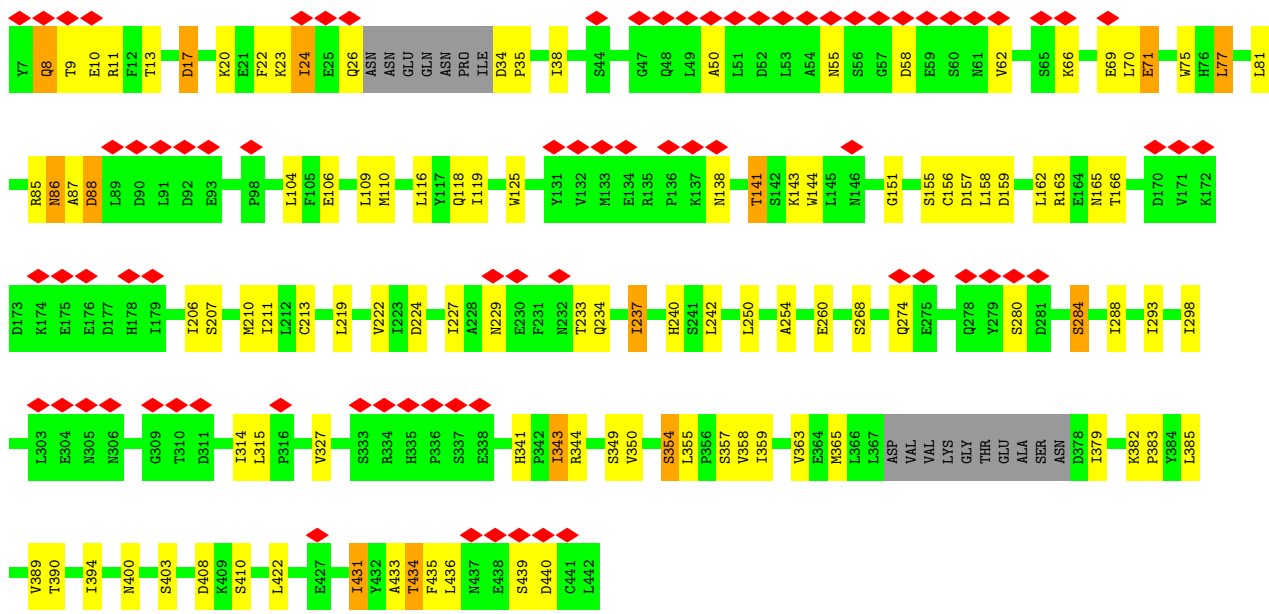 Y7 Q8 T9 E10 R11 F12 T13 D17 K20 E21 F22 K23 I24 E25 Q26 ASN ASN GLU GLN ASN PRO ILE D34 P35 I38 S44 G47 Q48 L49 A50 L51 D52 L53 A54 N55 S56 G57 D58 E59 S60 N61 V62 S65 K66 E69 L70 E71 W75 H76 L77 L81
R85 N86 A87 D88 L89 D90 L91 D92 E93 P98 L104 F105 E106 L109 M110 L116 Y117 Q118 I119 W125 Y131 V132 M133 E134 R135 P136 K137 N138 T141 S142 K143 W144 L145 N146 G151 S155 C156 D157 L158 D159 L162 R163 E164 N165 T166 D170 V171 K172
D173 K174 E175 E176 D177 H178 I179 I206 S207 M210 I211 L212 C213 L219 V222 I223 D224 I227 A228 N229 E230 F231 N232 T233 Q234 I237 H240 S241 L242 L250 A254 E260 S268 Q274 E275 Q278 Y279 S280 D281 S284 I288 I293 I298
L303 E304 N305 N306 G309 T310 D311 I314 L315 P316 V327 S333 R334 H335 P336 S337 E338 H341 P342 I343 R344 S349 V350 S354 L355 P356 S357 V358 I359 V363 E364 M365 L366 L367 ASP VAL VAL LYS GLY THR GLU ALA SER ASN D378 I379 K382 P383 Y384 L385
V389 T390 I394 N400 S403 D408 K409 S410 L422 E427 I431 Y432 A433 T434 F435 L436 N437 E438 S439 D440 C441 L442